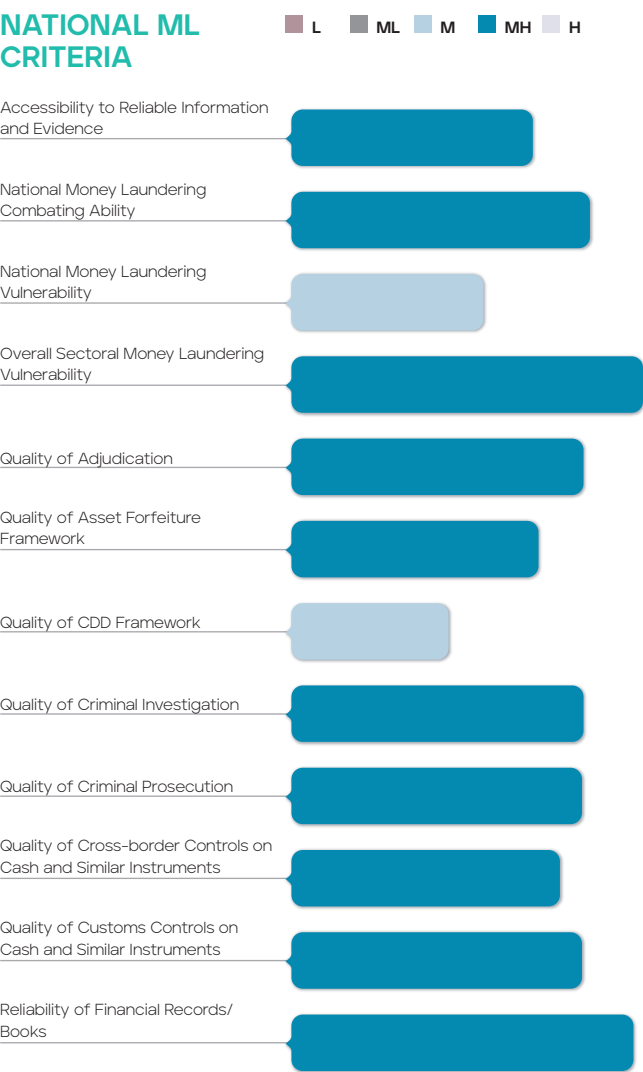 NATIONAL ML
CRITERIA
L ML M MH H
Accessibility to Reliable Information
and Evidence
National Money Laundering
Combating Ability
National Money Laundering
Vulnerability
Overall Sectoral Money Laundering
Vulnerability
Quality of Adjudication
Quality of Asset Forfeiture
Framework
Quality of CDD Framework
Quality of Criminal Investigation
Quality of Criminal Prosecution
Quality of Cross-border Controls on
Cash and Similar Instruments
Quality of Customs Controls on
Cash and Similar Instruments
Reliability of Financial Records/
Books